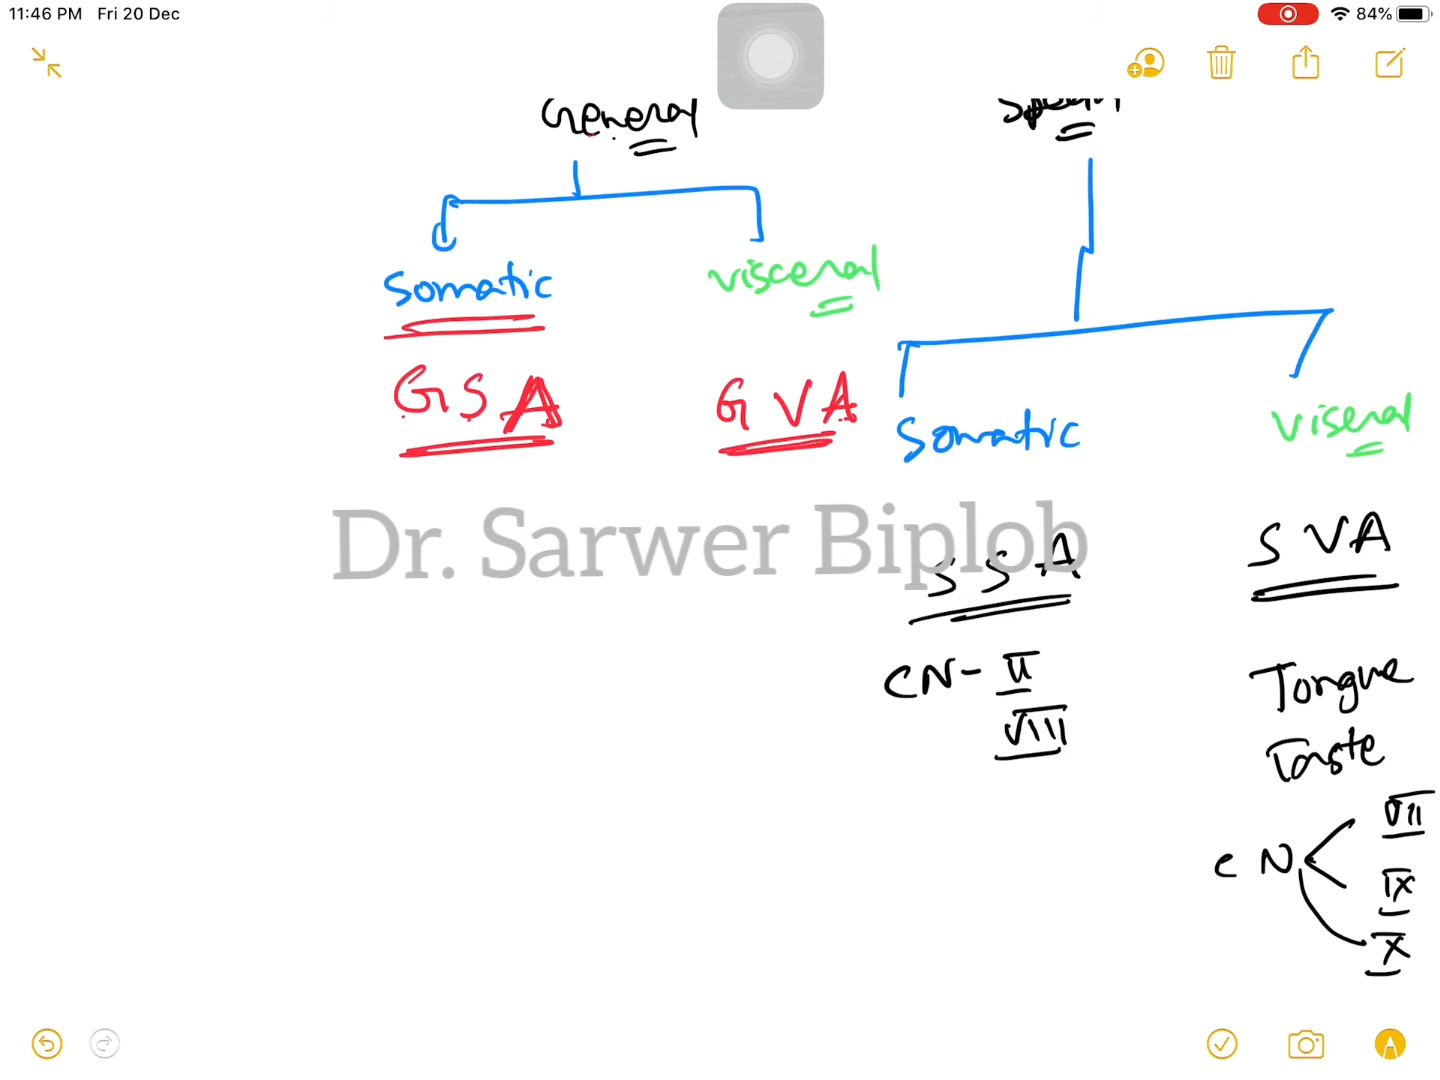 11:46 PM Fri 20 Dec
84%
General
Somatic
visceral
GSA
GVA
Somatic
Viseral
Dr. Sarwer Biplob
SSA
SVA
CN- II
VIII
Tongue
Taste
CN
VII
IX
X